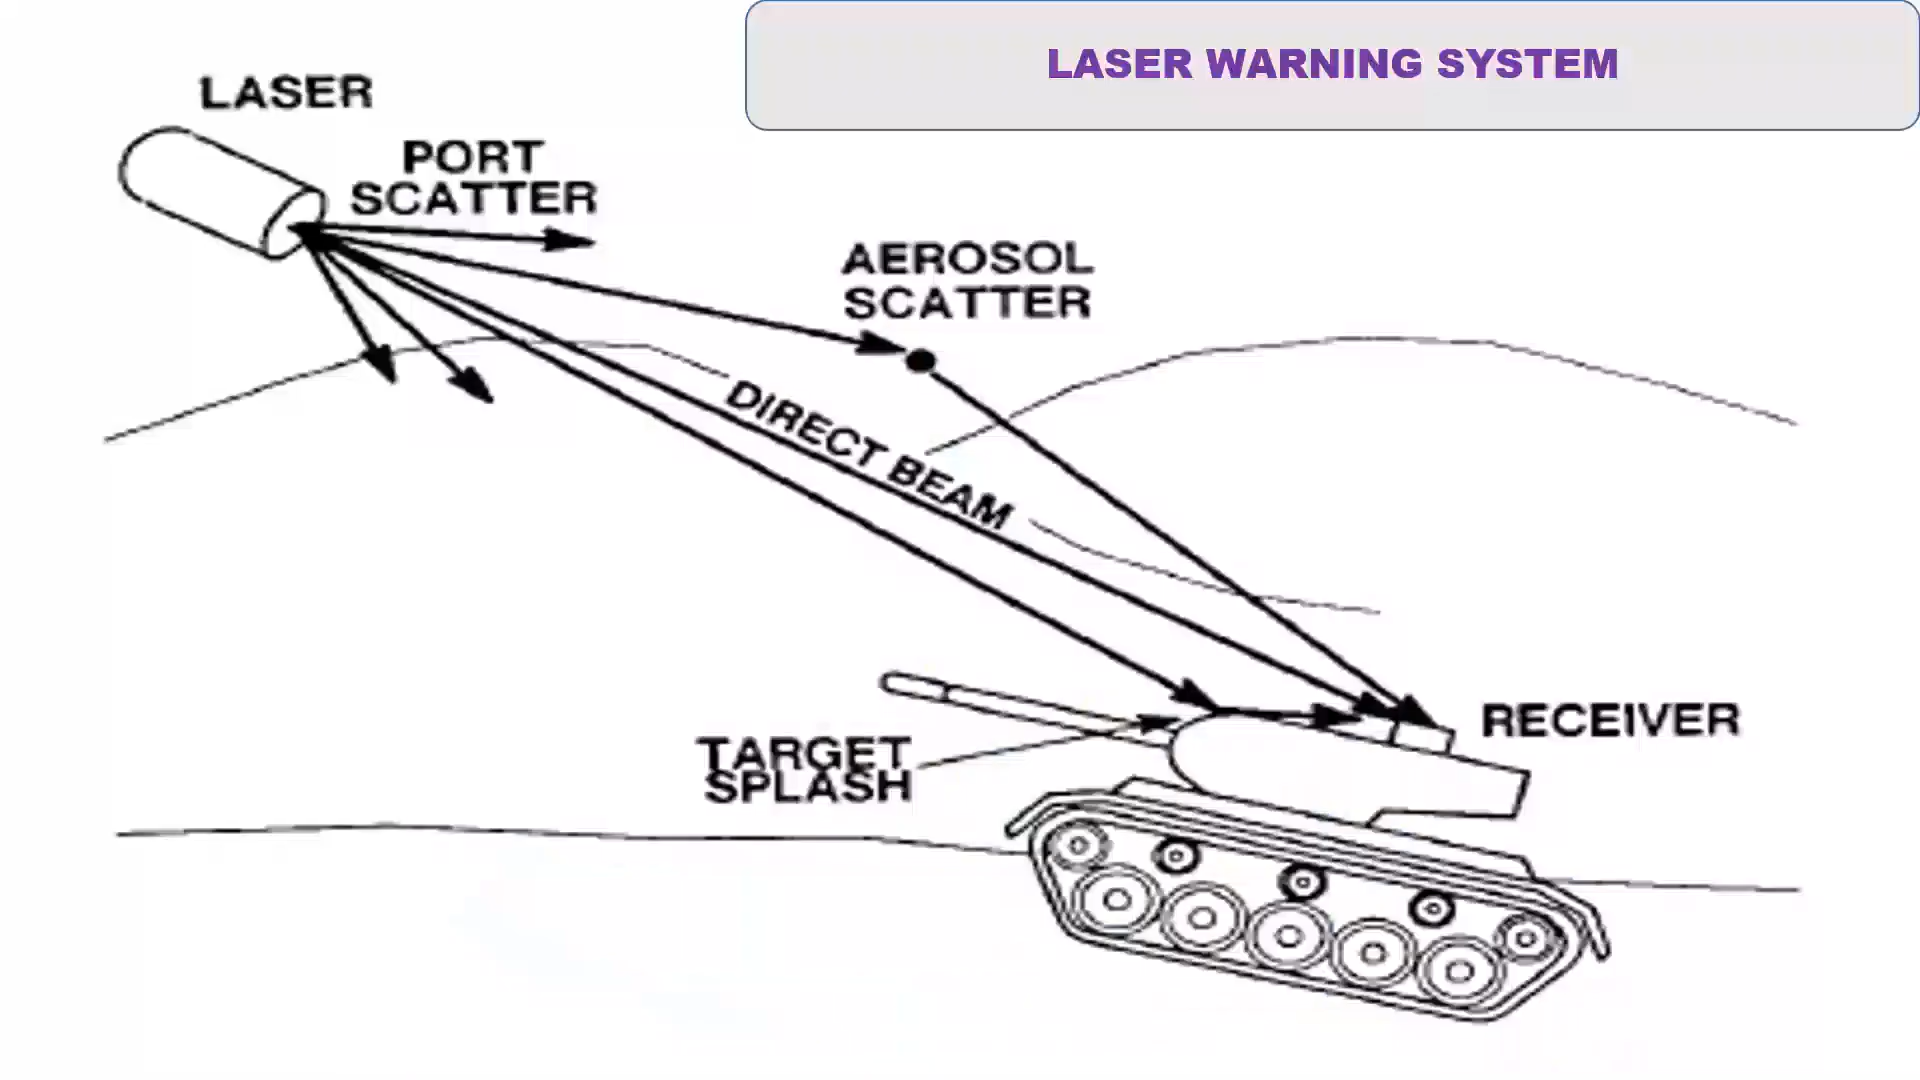 LASER WARNING SYSTEM
LASER
PORT
SCATTER
AEROSOL
SCATTER
DIRECT BEAM
RECEIVER
TARGET
SPLASH